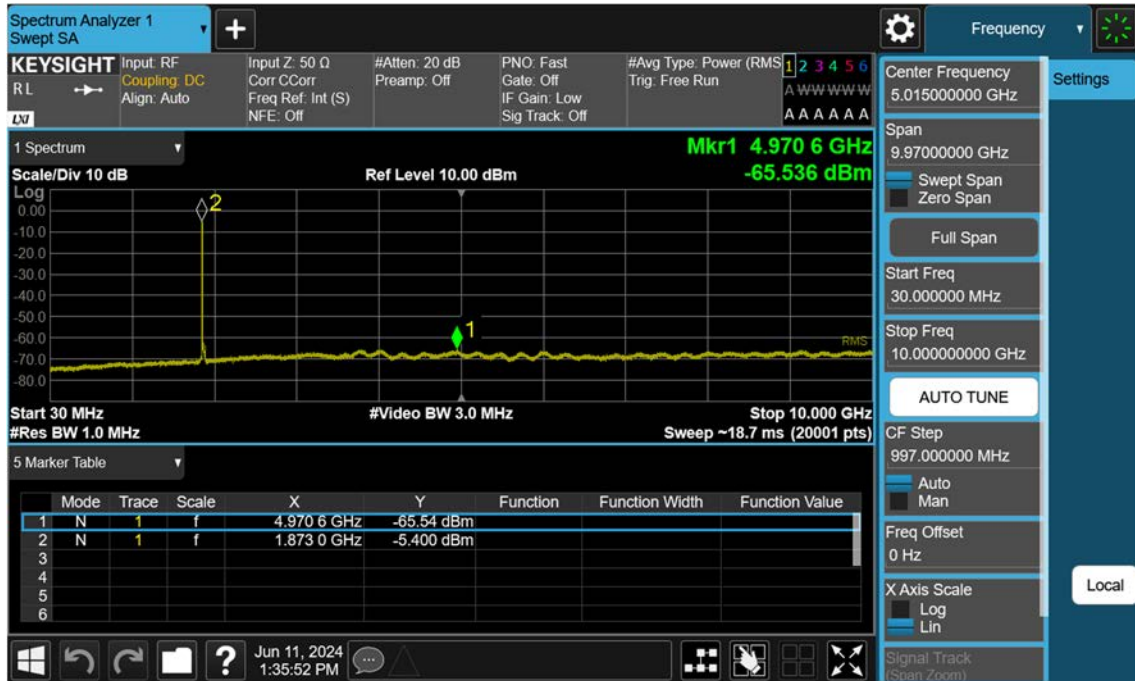 Spectrum Analyzer 1
Swept SA
+
Frequency
KEYSIGHT
RL
LXI
Input: RF
Coupling: DC
Align: Auto
Input Z: 50 Ω
Corr CCorr
Freq Ref: Int (S)
NFE: Off
#Atten: 20 dB
Preamp: Off
PNO: Fast
Gate: Off
IF Gain: Low
Sig Track: Off
#Avg Type: Power (RMS
Trig: Free Run
1 2 3 4 5 6
A W W W W W
A A A A A A
1 Spectrum
Scale/Div 10 dB
Ref Level 10.00 dBm
Mkr1 4.970 6 GHz
-65.536 dBm
Log
0.00
-10.0
-20.0
-30.0
-40.0
-50.0
-60.0
-70.0
-80.0
2
1
RMS
Start 30 MHz
#Video BW 3.0 MHz
Stop 10.000 GHz
#Res BW 1.0 MHz
Sweep ~18.7 ms (20001 pts)
5 Marker Table
Mode Trace Scale X Y Function Function Width Function Value
1 N 1 f 4.970 6 GHz -65.54 dBm
2 N 1 f 1.873 0 GHz -5.400 dBm
3
4
5
6
?
Jun 11, 2024
1:35:52 PM
Center Frequency
5.015000000 GHz
Settings
Span
9.97000000 GHz
Swept Span
Zero Span
Full Span
Start Freq
30.000000 MHz
Stop Freq
10.000000000 GHz
AUTO TUNE
CF Step
997.000000 MHz
Auto
Man
Freq Offset
0 Hz
X Axis Scale
Log
Lin
Local
Signal Track
(Span Zoom)